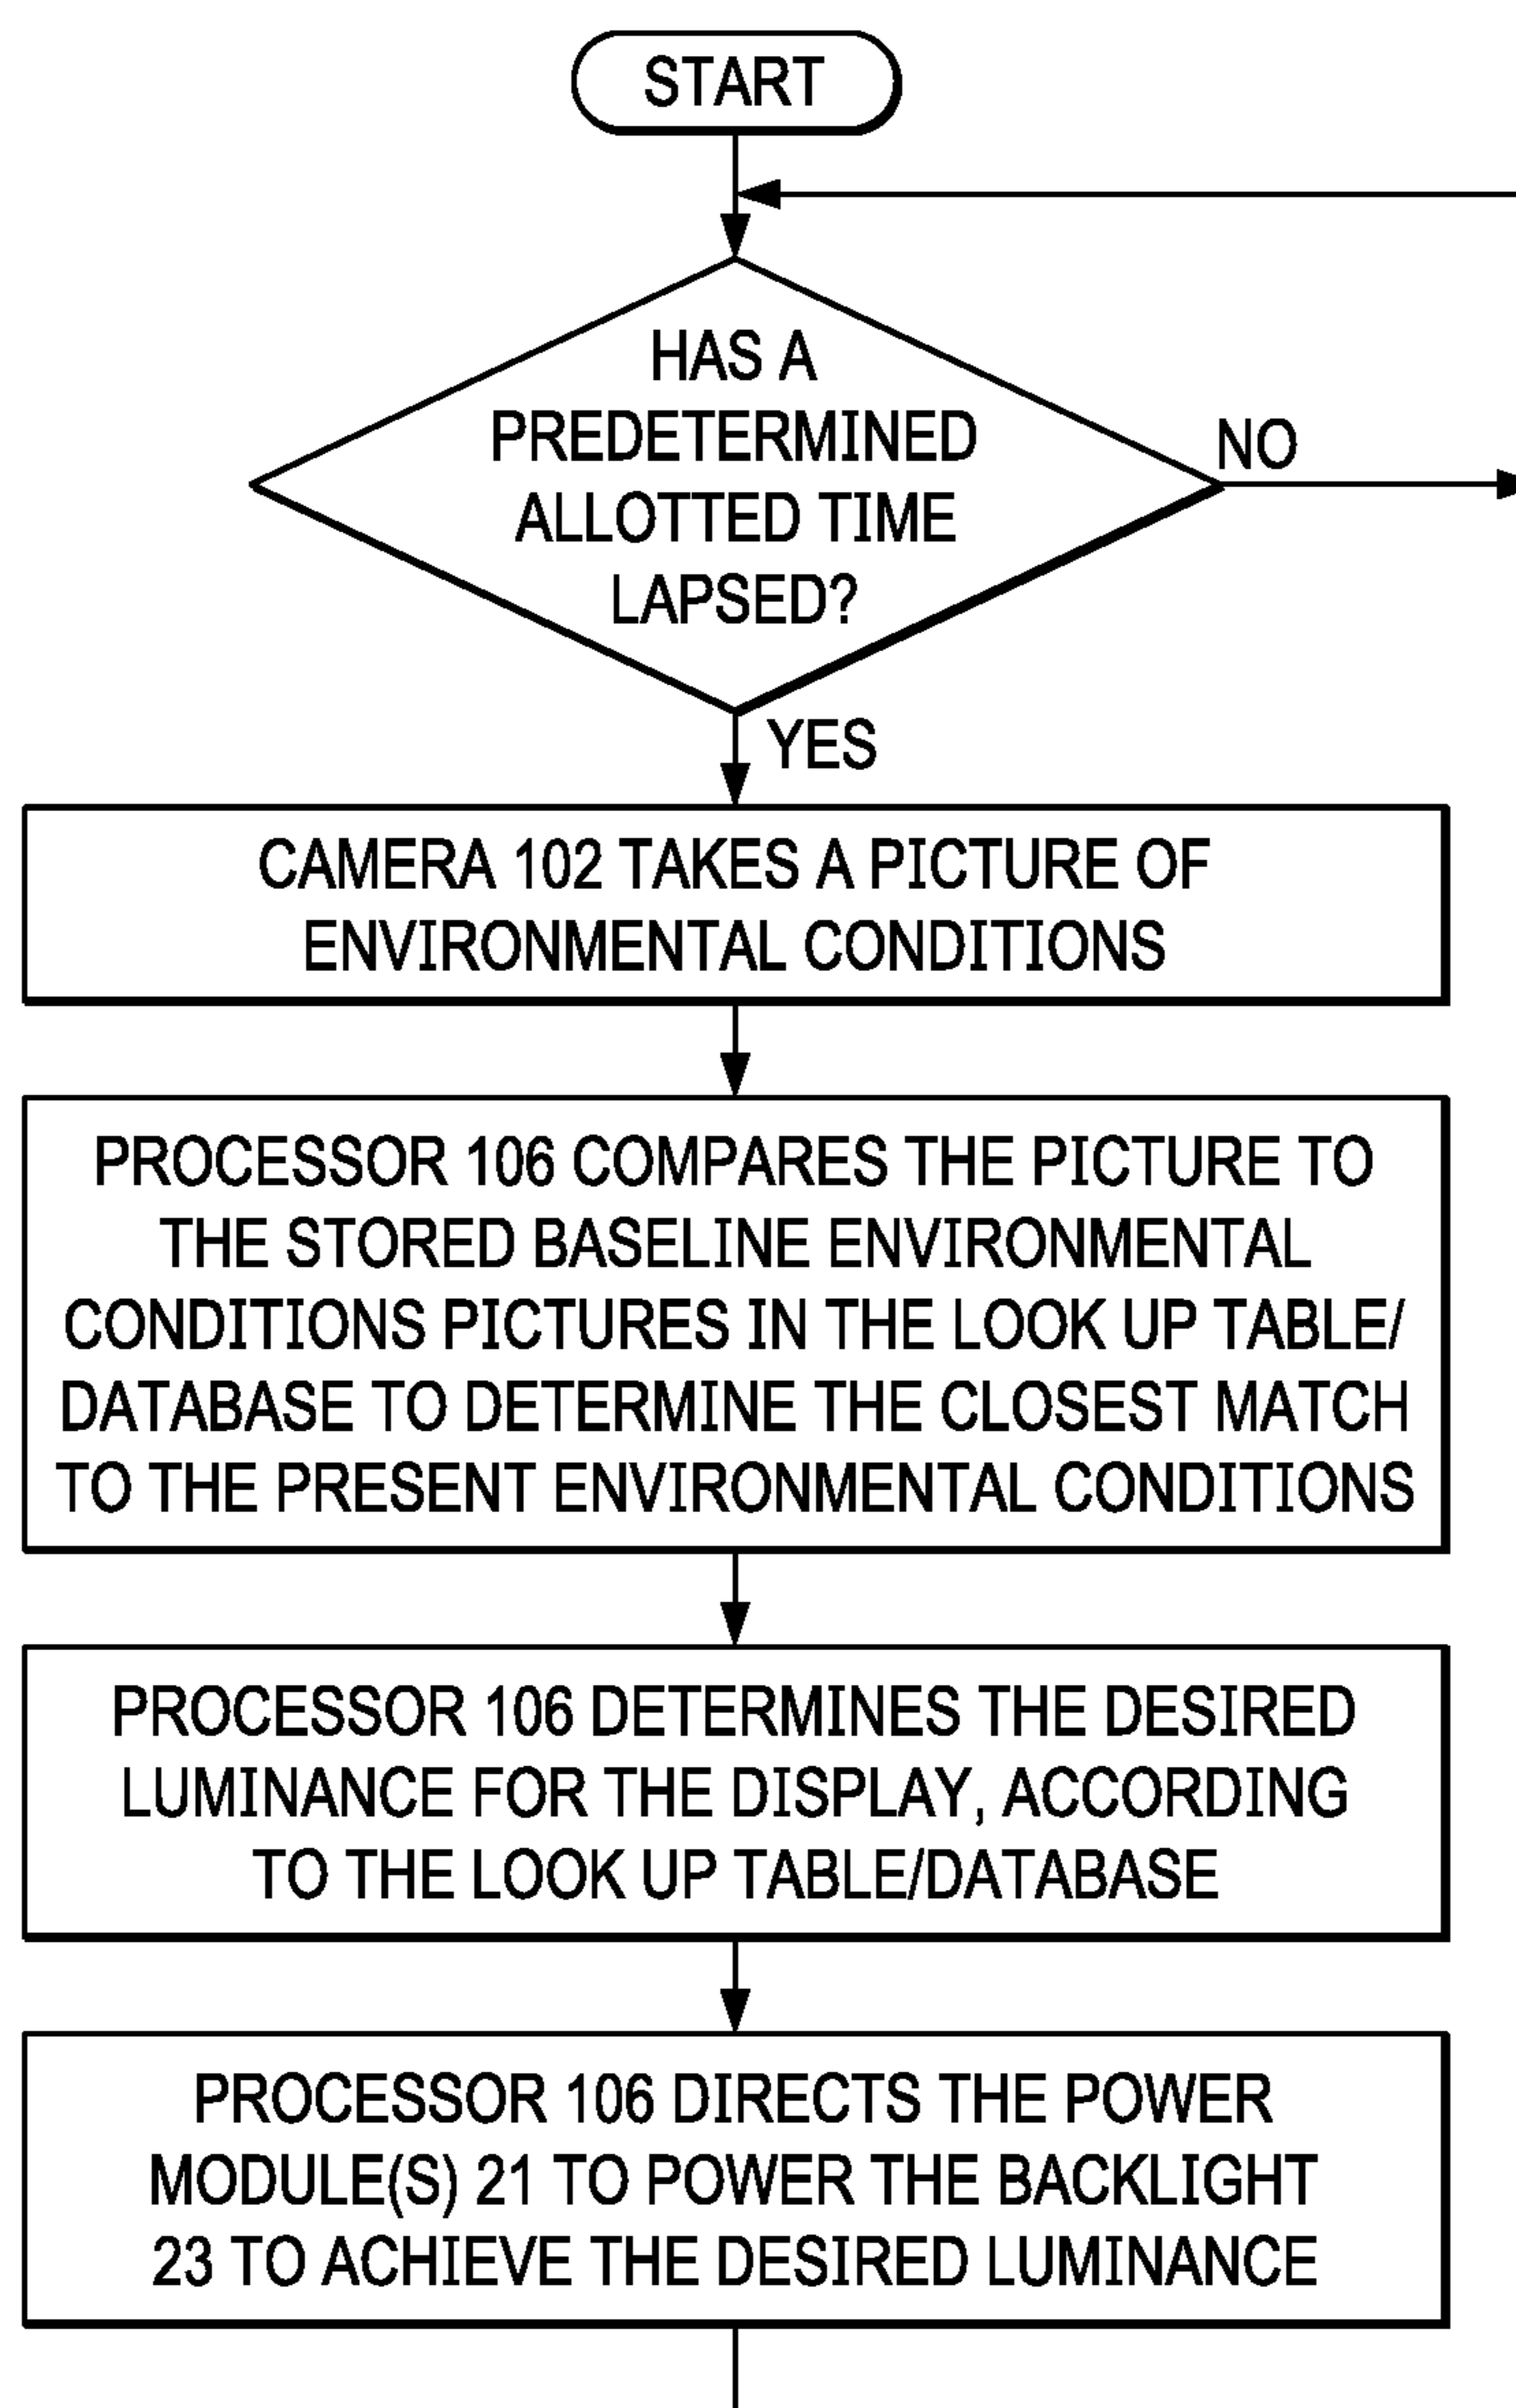 START
HAS A
PREDETERMINED
ALLOTTED TIME
LAPSED?
NO
YES
CAMERA 102 TAKES A PICTURE OF
ENVIRONMENTAL CONDITIONS
PROCESSOR 106 COMPARES THE PICTURE TO
THE STORED BASELINE ENVIRONMENTAL
CONDITIONS PICTURES IN THE LOOK UP TABLE/
DATABASE TO DETERMINE THE CLOSEST MATCH
TO THE PRESENT ENVIRONMENTAL CONDITIONS
PROCESSOR 106 DETERMINES THE DESIRED
LUMINANCE FOR THE DISPLAY, ACCORDING
TO THE LOOK UP TABLE/DATABASE
PROCESSOR 106 DIRECTS THE POWER
MODULE(S) 21 TO POWER THE BACKLIGHT
23 TO ACHIEVE THE DESIRED LUMINANCE